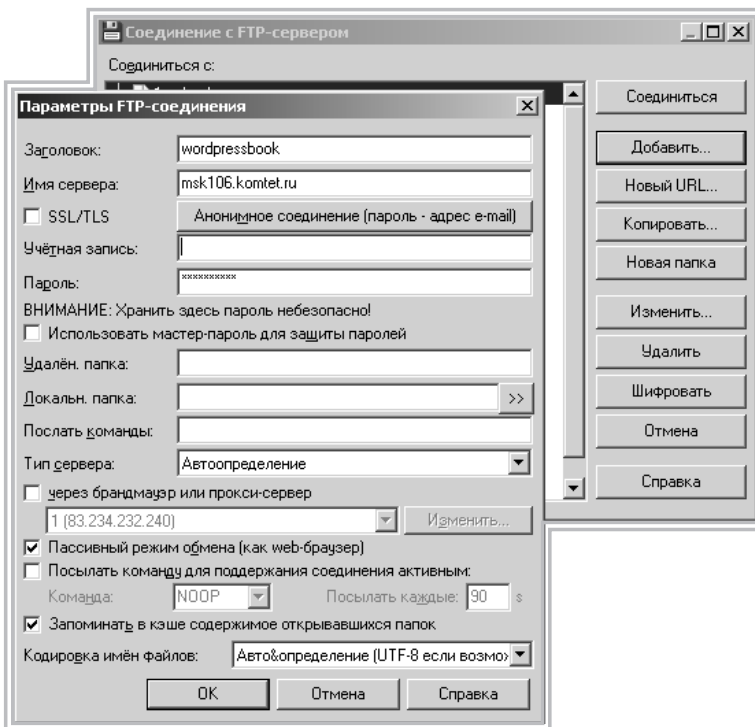 Соединение с FTP-сервером
Соединиться с:
Соединиться
Добавить...
Новый URL...
Копировать...
Новая папка
Изменить...
Удалить
Шифровать
Отмена
Справка
Параметры FTP-соединения
Заголовок: wordpressbook
Имя сервера: msk106.komtet.ru
SSL/TLS Анонимное соединение (пароль - адрес e-mail)
Учётная запись:
Пароль: **********
ВНИМАНИЕ: Хранить здесь пароль небезопасно!
Использовать мастер-пароль для защиты паролей
Удалён. папка:
Локальн. папка: >>
Послать команды:
Тип сервера: Автоопределение
через брандмауэр или прокси-сервер
1 (83.234.232.240) Изменить...
Пассивный режим обмена (как web-браузер)
Посылать команду для поддержания соединения активным:
Команда: NOOP Посылать каждые: 90 s
Запоминать в кэше содержимое открывавшихся папок
Кодировка имён файлов: Авто&определение (UTF-8 если возмо
OK Отмена Справка